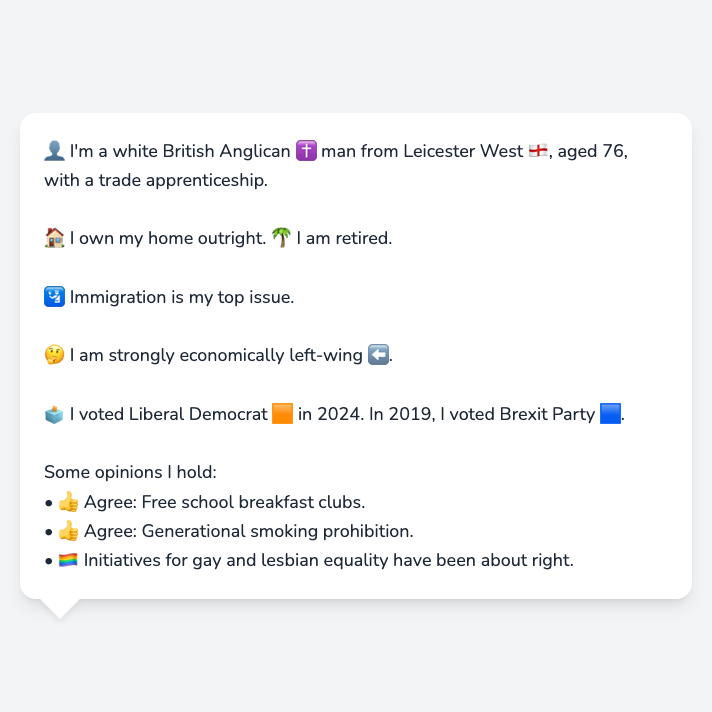 👤 I'm a white British Anglican ✝️ man from Leicester West 🏴󠁧󠁢󠁥󠁮󠁧󠁿, aged 76,
with a trade apprenticeship.
🏠 I own my home outright. 🌴 I am retired.
🛂 Immigration is my top issue.
🤔 I am strongly economically left-wing ⬅️.
🗳️ I voted Liberal Democrat 🟧 in 2024. In 2019, I voted Brexit Party 🟦.
Some opinions I hold:
• 👍 Agree: Free school breakfast clubs.
• 👍 Agree: Generational smoking prohibition.
• 🏳️‍🌈 Initiatives for gay and lesbian equality have been about right.